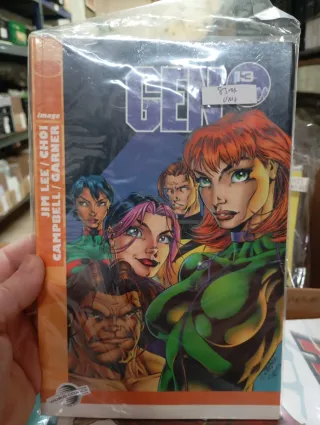 GEN 13
Image
JIM LEE / CHOI
CAMPBELL / GARNER